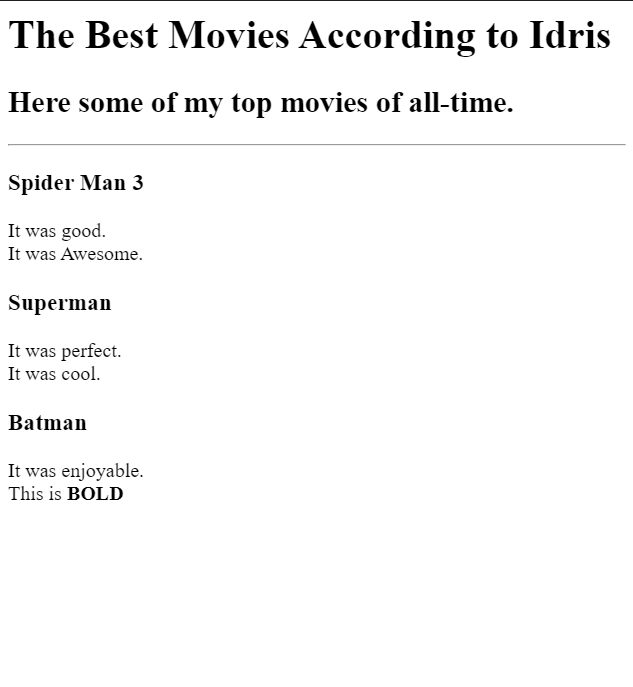 The Best Movies According to Idris
Here some of my top movies of all-time.
Spider Man 3
It was good.
It was Awesome.
Superman
It was perfect.
It was cool.
Batman
It was enjoyable.
This is BOLD